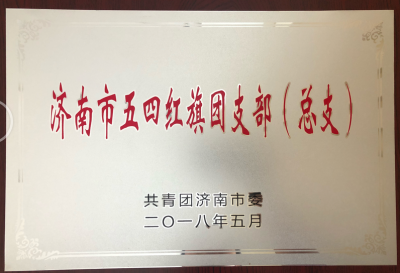 济南市五四红旗团支部（总支）
共青团济南市委
二〇一八年五月